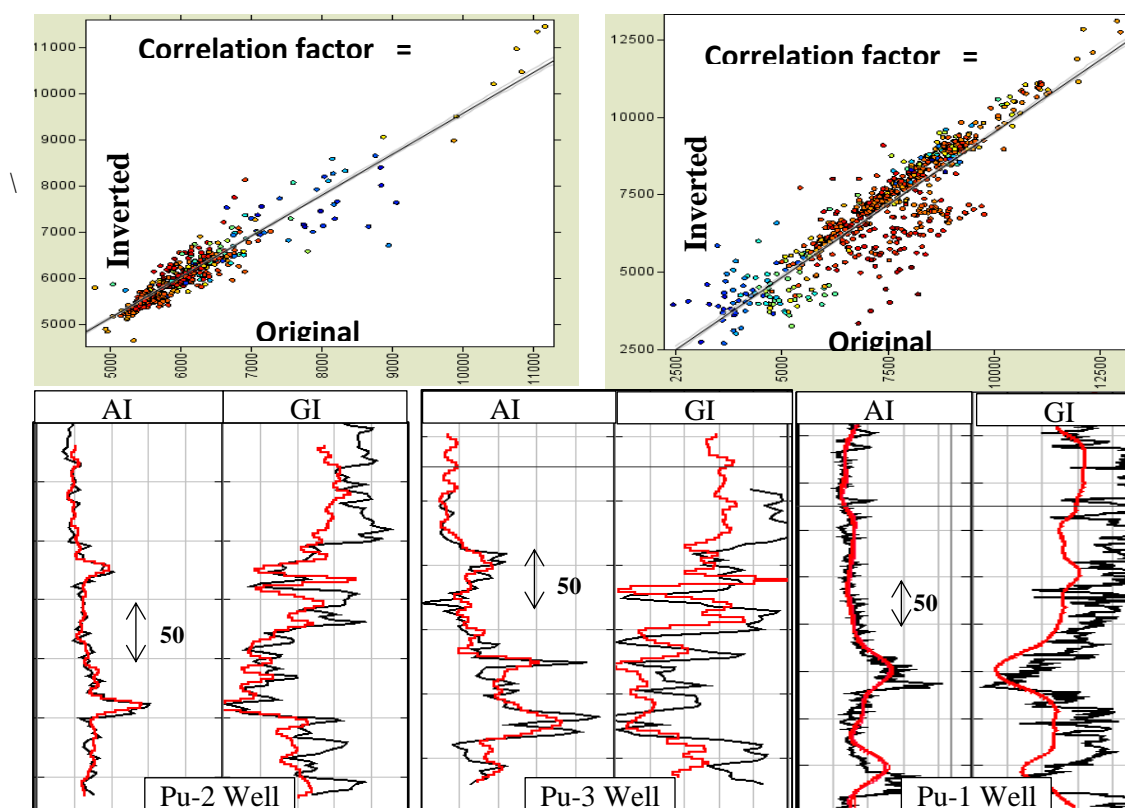 Correlation factor =
11000
10000
9000
8000
7000
6000
5000
Inverted
Original
5000
6000
7000
8000
9000
10000
11000
\
Correlation factor =
12500
10000
7500
5000
2500
Inverted
Original
2500
5000
7500
10000
12500
AI
GI
50
Pu-2 Well
AI
GI
50
Pu-3 Well
AI
GI
50
Pu-1 Well